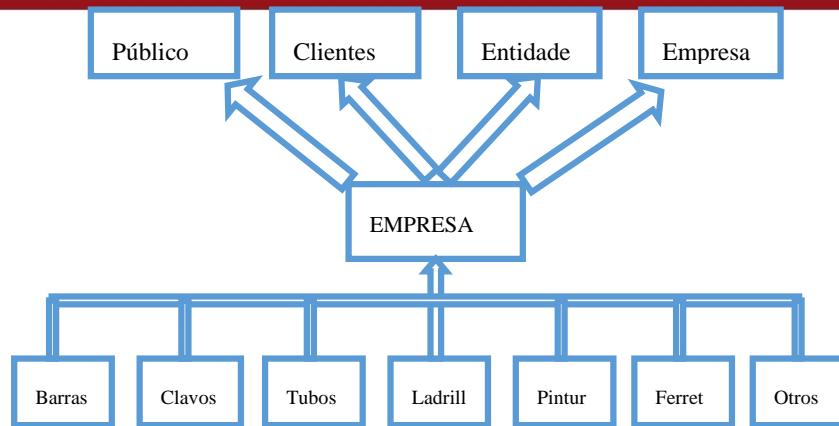 Público
Clientes
Entidade
Empresa
EMPRESA
Barras
Clavos
Tubos
Ladrill
Pintur
Ferret
Otros